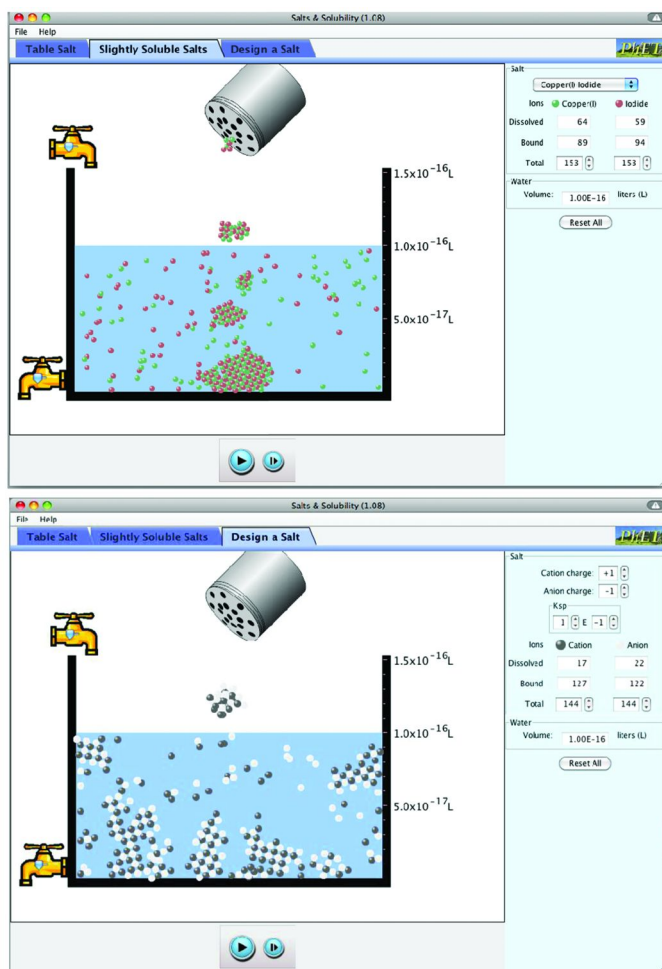 Salts & Solubility (1.08)
File Help
Table Salt Slightly Soluble Salts Design a Salt
PhET
Salt
Copper(I) Iodide
Ions Copper(I) Iodide
Dissolved 64 59
Bound 89 94
Total 153 153
Water
Volume: 1.00E-16 liters (L)
Reset All
1.5x10⁻¹⁶L
1.0x10⁻¹⁶L
5.0x10⁻¹⁷L
Salts & Solubility (1.08)
File Help
Table Salt Slightly Soluble Salts Design a Salt
PhET
Salt
Cation charge: +1
Anion charge: -1
Ksp
1 E -1
Ions Cation Anion
Dissolved 17 22
Bound 127 122
Total 144 144
Water
Volume: 1.00E-16 liters (L)
Reset All
1.5x10⁻¹⁶L
1.0x10⁻¹⁶L
5.0x10⁻¹⁷L